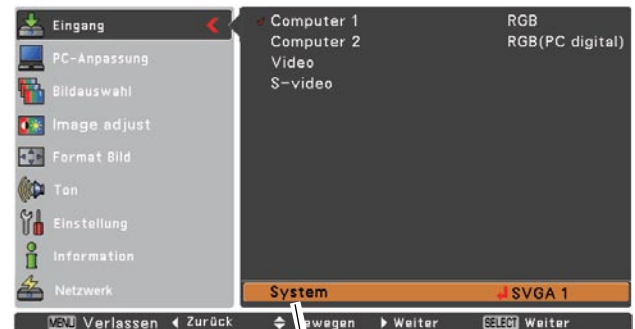 Eingang
PC-Anpassung
Bildauswahl
Image adjust
Format Bild
Ton
Einstellung
Information
Netzwerk
Computer 1 RGB
Computer 2 RGB(PC digital)
Video
S-video
System SVGA 1
MENU Verlassen Zurück Weiter SELECT Weiter